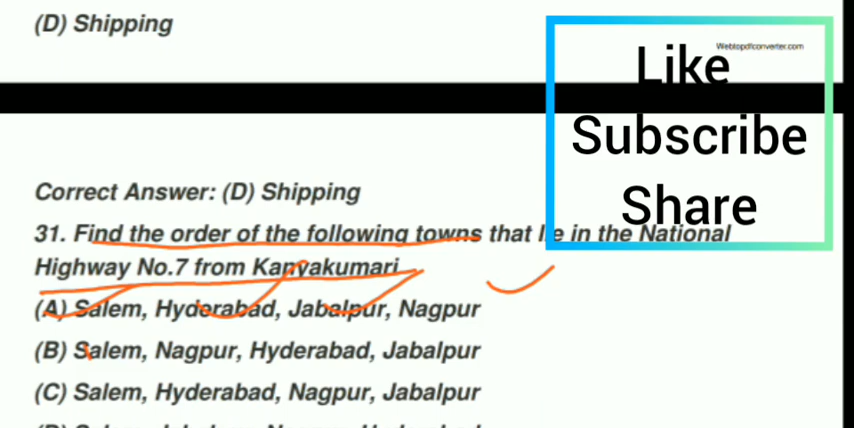 (D) Shipping
Webtopdfconverter.com
Like
Subscribe
Share
Correct Answer: (D) Shipping
31. Find the order of the following towns that lie in the National
Highway No.7 from Kanyakumari
(A) Salem, Hyderabad, Jabalpur, Nagpur
(B) Salem, Nagpur, Hyderabad, Jabalpur
(C) Salem, Hyderabad, Nagpur, Jabalpur